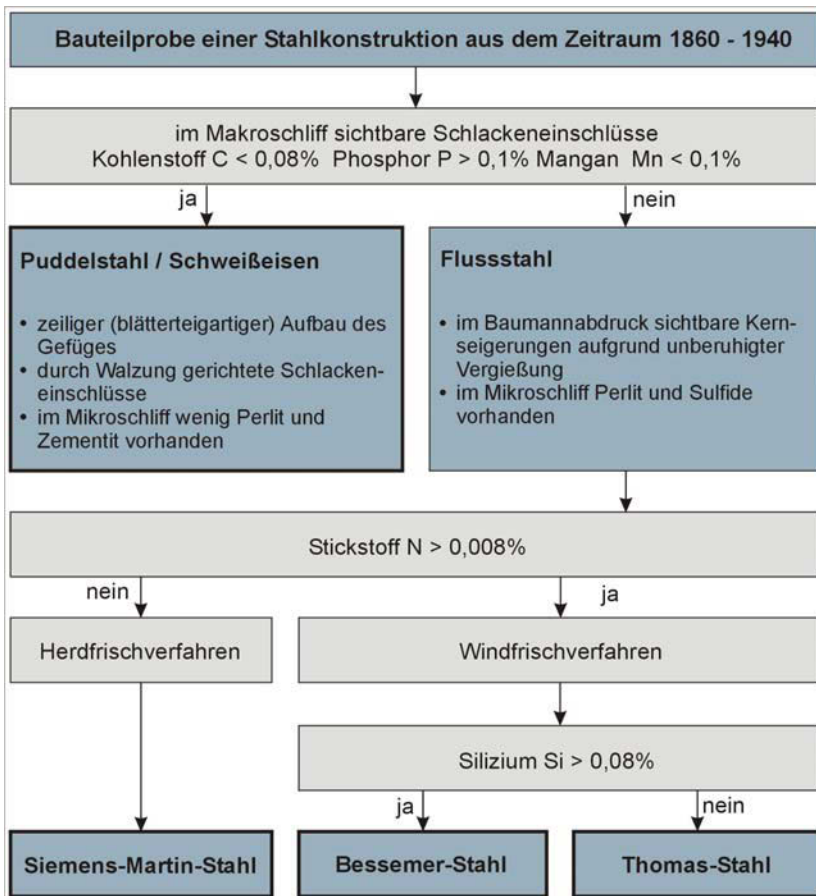 Bauteilprobe einer Stahlkonstruktion aus dem Zeitraum 1860 - 1940
im Makroschliff sichtbare Schlackeneinschlüsse
Kohlenstoff C < 0,08% Phosphor P > 0,1% Mangan Mn < 0,1%
ja
nein
Puddelstahl / Schweißeisen
• zeiliger (blätterteigartiger) Aufbau des
Gefüges
• durch Walzung gerichtete Schlacken-
einschlüsse
• im Mikroschliff wenig Perlit und
Zementit vorhanden
Flussstahl
• im Baumannabdruck sichtbare Kern-
seigerungen aufgrund unberuhigter
Vergießung
• im Mikroschliff Perlit und Sulfide
vorhanden
Stickstoff N > 0,008%
nein
ja
Herdfrischverfahren
Windfrischverfahren
Silizium Si > 0,08%
ja
nein
Siemens-Martin-Stahl
Bessemer-Stahl
Thomas-Stahl